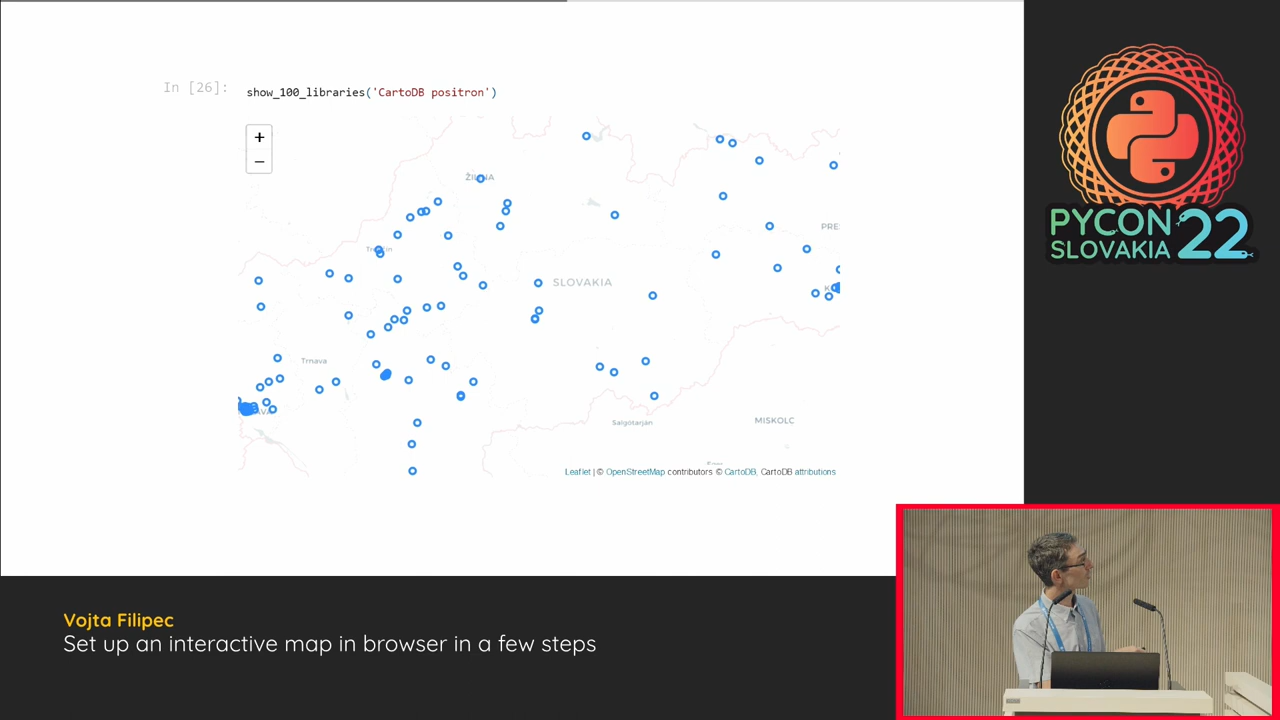 In [26]:
show_100_libraries('CartoDB positron')
+
−
ŽILINA
Trenčín
PRE
SLOVAKIA
Trnava
Salgótarján
MISKOLC
Leaflet | © OpenStreetMap contributors © CartoDB, CartoDB attributions
PYCON
SLOVAKIA
22
Vojta Filipec
Set up an interactive map in browser in a few steps